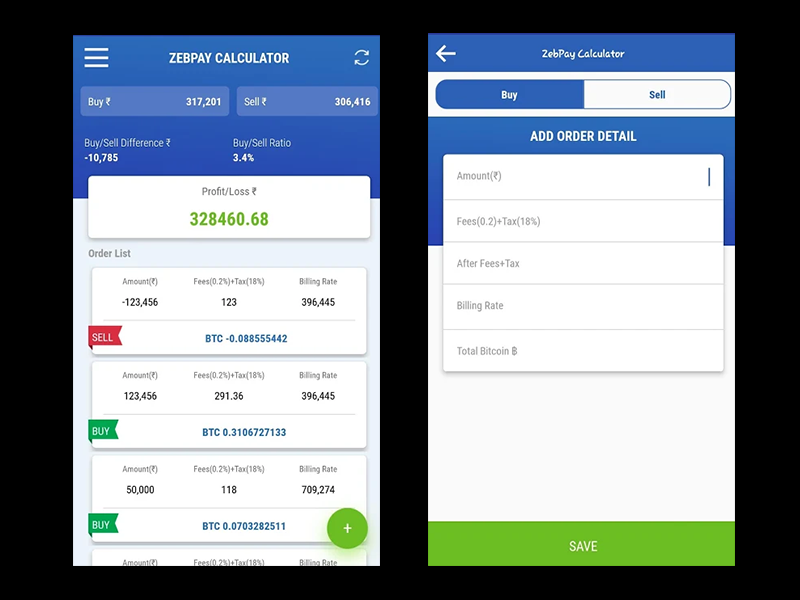 ZEBPAY CALCULATOR
Buy ₹ 317,201 Sell ₹ 306,416
Buy/Sell Difference ₹ Buy/Sell Ratio
-10,785 3.4%
Profit/Loss ₹
328460.68
Order List
Amount(₹) Fees(0.2%)+Tax(18%) Billing Rate
-123,456 123 396,445
SELL BTC -0.088555442
Amount(₹) Fees(0.2%)+Tax(18%) Billing Rate
123,456 291.36 396,445
BUY BTC 0.3106727133
Amount(₹) Fees(0.2%)+Tax(18%) Billing Rate
50,000 118 709,274
BUY BTC 0.0703282511
+
Amount(₹) Fees(0.2%)+Tax(18%) Billing Rate
ZebPay Calculator
Buy Sell
ADD ORDER DETAIL
Amount(₹)
Fees(0.2)+Tax(18%)
After Fees+Tax
Billing Rate
Total Bitcoin ฿
SAVE